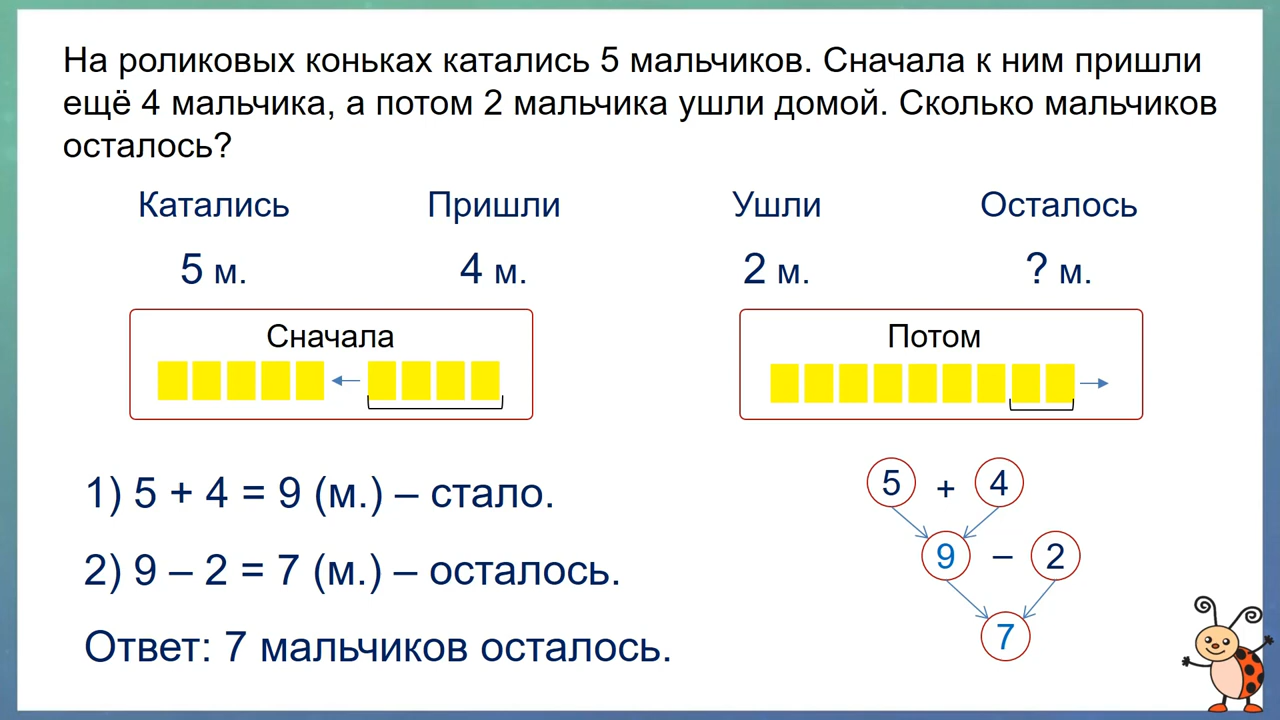 На роликовых коньках катались 5 мальчиков. Сначала к ним пришли
ещё 4 мальчика, а потом 2 мальчика ушли домой. Сколько мальчиков
осталось?
Катались Пришли Ушли Осталось
5 м. 4 м. 2 м. ? м.
Сначала Потом
1) 5 + 4 = 9 (м.) – стало.
2) 9 – 2 = 7 (м.) – осталось.
Ответ: 7 мальчиков осталось.
5 + 4
9 – 2
7